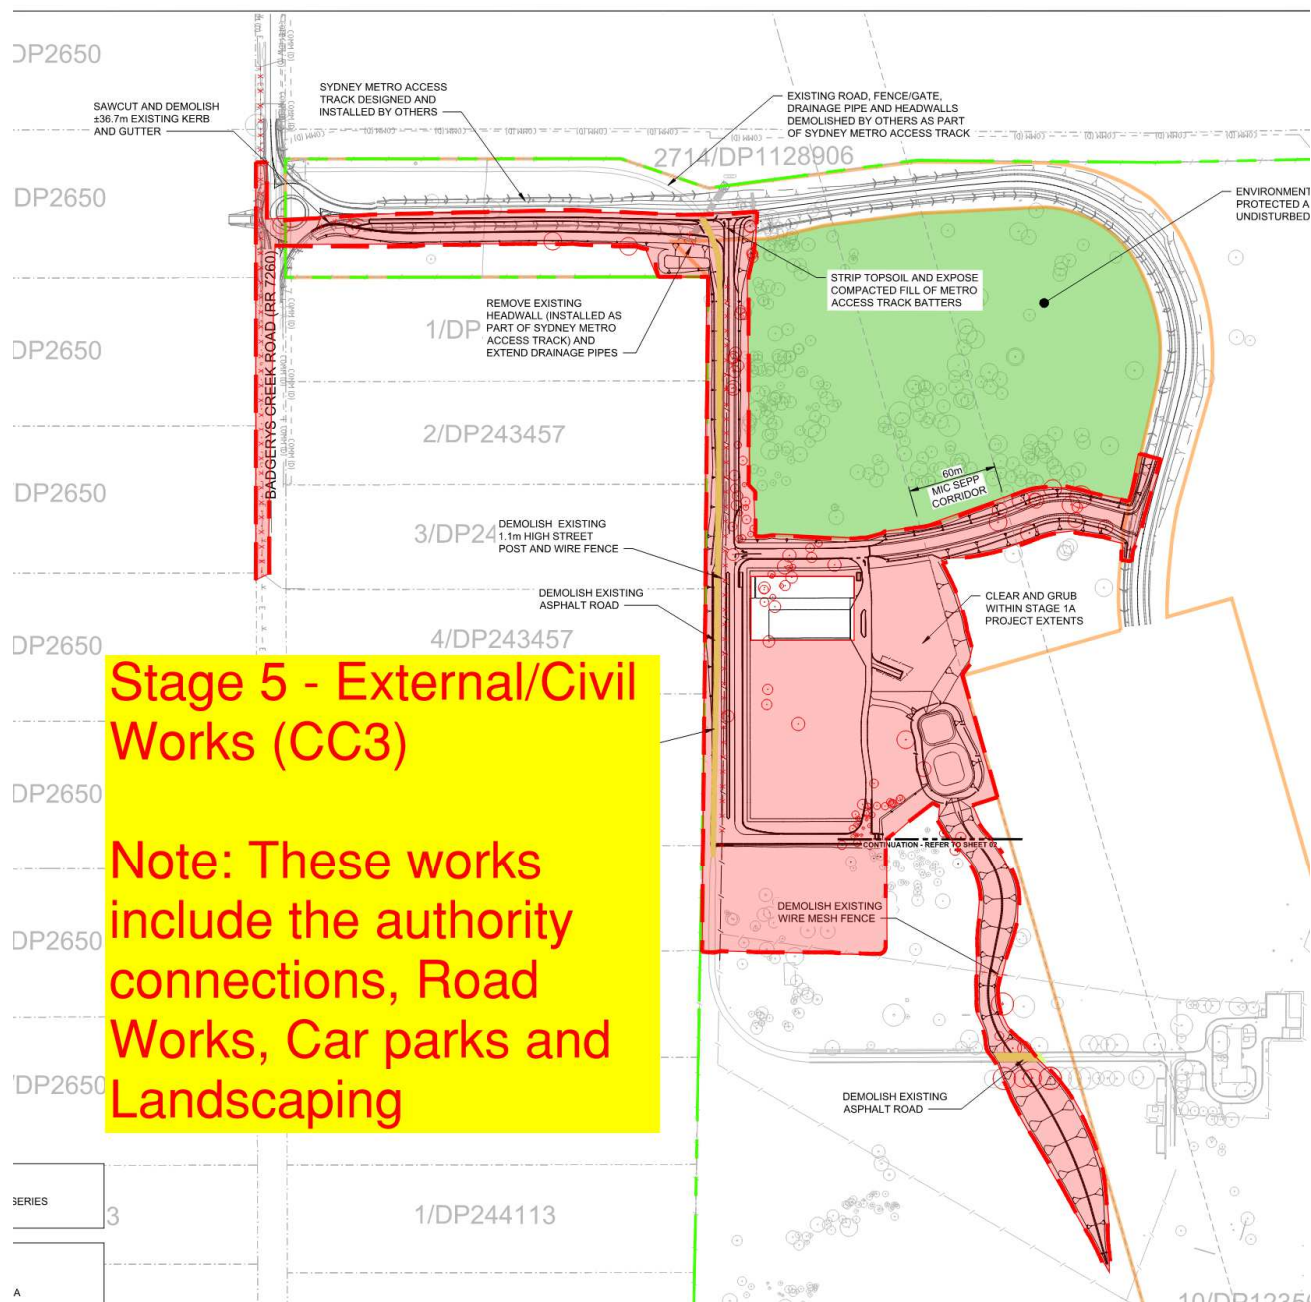 DP2650
SAWCUT AND DEMOLISH
±36.7m EXISTING KERB
AND GUTTER
SYDNEY METRO ACCESS
TRACK DESIGNED AND
INSTALLED BY OTHERS
EXISTING ROAD, FENCE/GATE,
DRAINAGE PIPE AND HEADWALLS
DEMOLISHED BY OTHERS AS PART
OF SYDNEY METRO ACCESS TRACK
2714/DP1128906
DP2650
ENVIRONMENT
PROTECTED A
UNDISTURBED
BADGERYS CREEK ROAD (RR 7260)
STRIP TOPSOIL AND EXPOSE
COMPACTED FILL OF METRO
ACCESS TRACK BATTERS
REMOVE EXISTING
HEADWALL (INSTALLED AS
PART OF SYDNEY METRO
ACCESS TRACK) AND
EXTEND DRAINAGE PIPES
1/DP
DP2650
2/DP243457
60m
MIC SEPP
CORRIDOR
DP2650
3/DP24
DEMOLISH EXISTING
1.1m HIGH STREET
POST AND WIRE FENCE
DEMOLISH EXISTING
ASPHALT ROAD
CLEAR AND GRUB
WITHIN STAGE 1A
PROJECT EXTENTS
DP2650
4/DP243457
Stage 5 - External/Civil
Works (CC3)
Note: These works
include the authority
connections, Road
Works, Car parks and
Landscaping
DP2650
CONTINUATION - REFER TO SHEET 02
DEMOLISH EXISTING
WIRE MESH FENCE
DP2650
/DP2650
DEMOLISH EXISTING
ASPHALT ROAD
SERIES
3
1/DP244113
A
10/DP12350